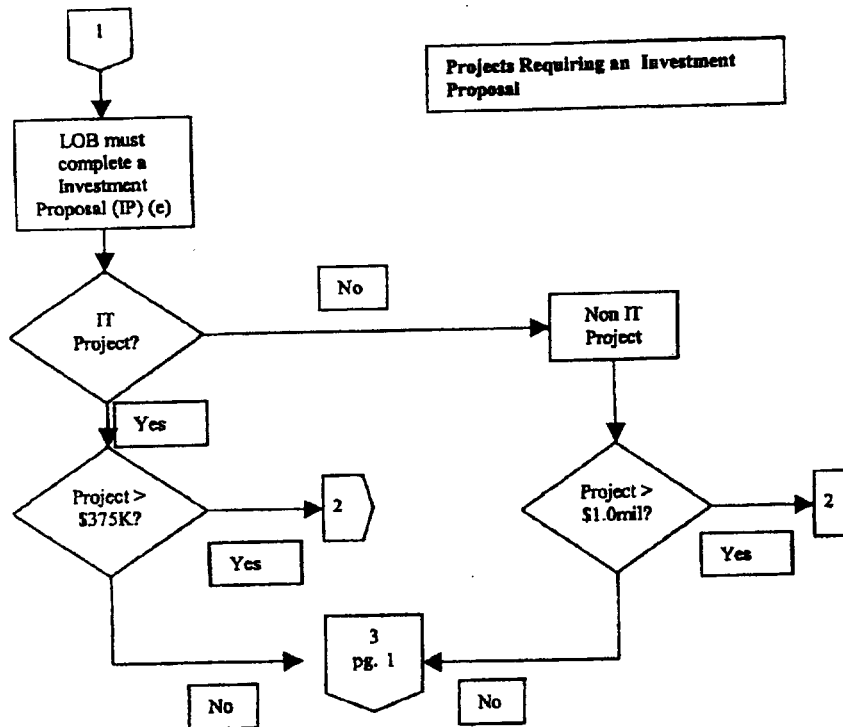 1
Projects Requiring an Investment
Proposal
LOB must
complete a
Investment
Proposal (IP) (e)
No
IT
Project?
Non IT
Project
Yes
Project >
$375K?
2
Yes
Project >
$1.0mil?
2
Yes
3
pg. 1
No
No